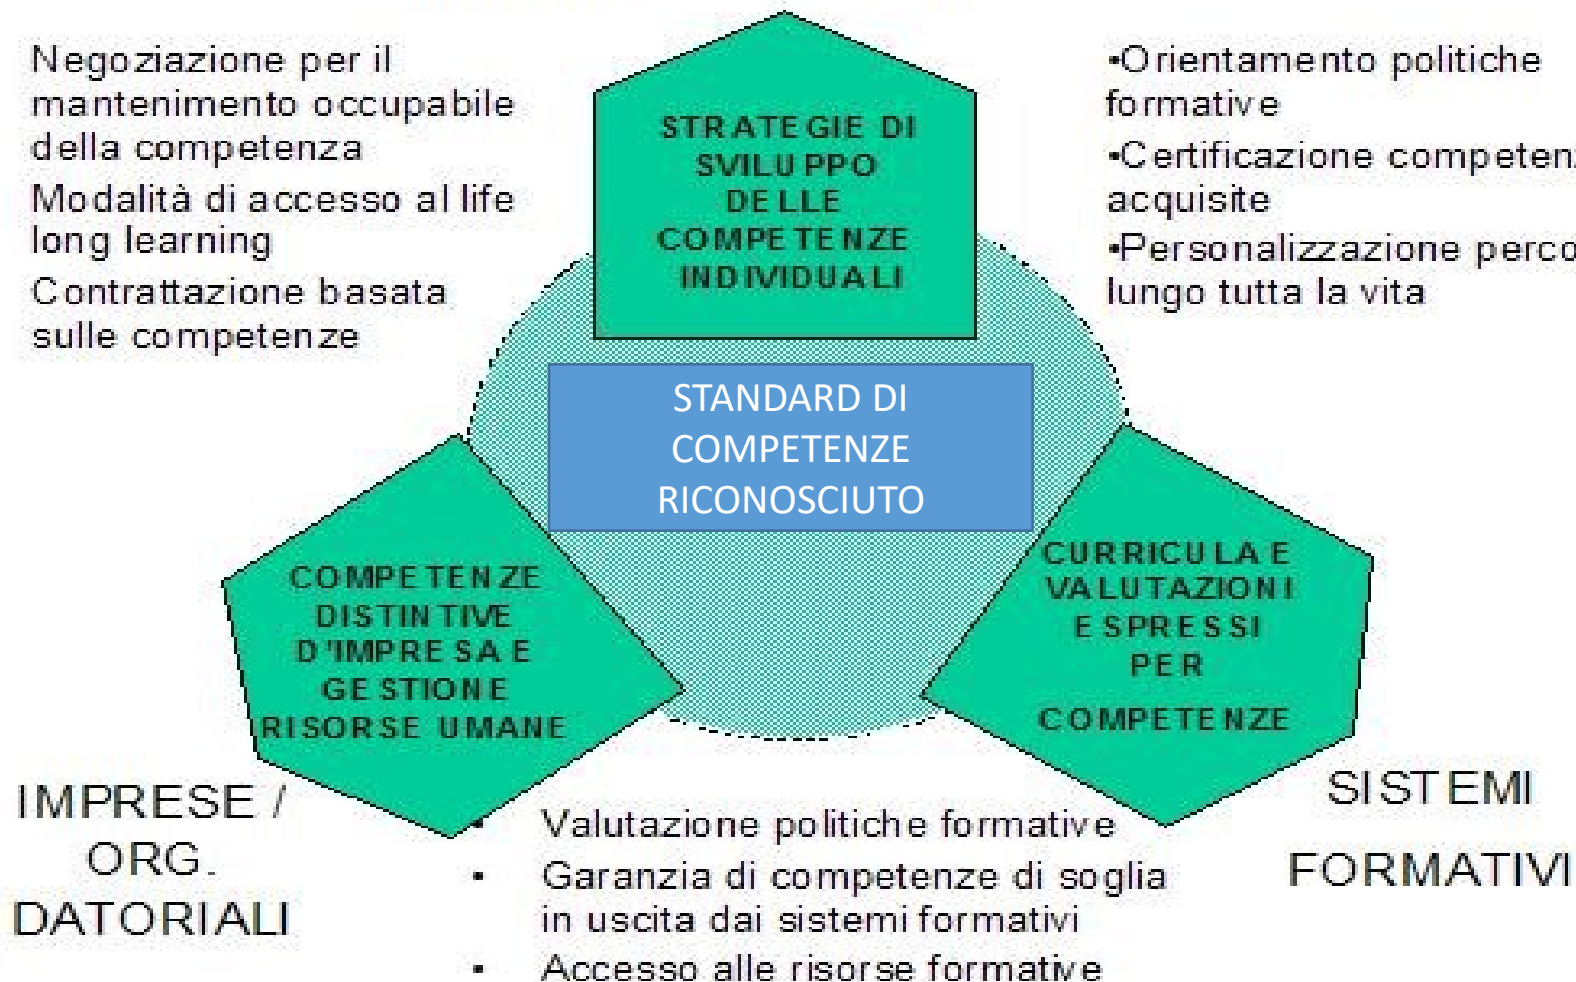 Negoziazione per il
mantenimento occupabile
della competenza
Modalità di accesso al life
long learning
Contrattazione basata
sulle competenze
STRATEGIE DI
SVILUPPO
DELLE
COMPETENZE
INDIVIDUALI
•Orientamento politiche
formative
•Certificazione competen
acquisite
•Personalizzazione perco
lungo tutta la vita
STANDARD DI
COMPETENZE
RICONOSCIUTO
COMPETENZE
DISTINTIVE
D'IMPRESA E
GESTIONE
RISORSE UMANE
CURRICULA E
VALUTAZIONI
ESPRESSI
PER
COMPETENZE
IMPRESE /
ORG.
DATORIALI
• Valutazione politiche formative
• Garanzia di competenze di soglia
in uscita dai sistemi formativi
• Accesso alle risorse formative
SISTEMI
FORMATIVI